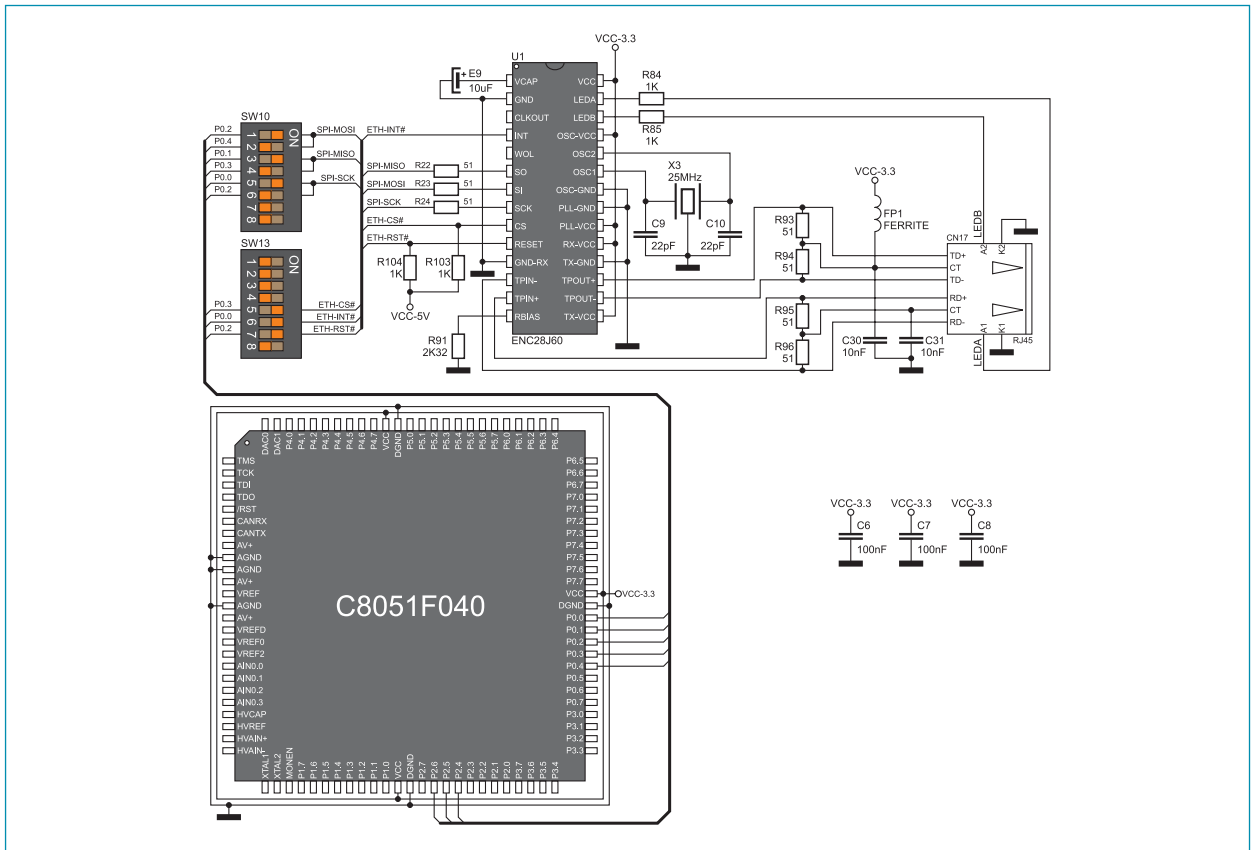 VCC-3.3
U1
E9
10uF
VCAP
GND
CLKOUT
INT
WOL
SO
SI
SCK
CS
RESET
GND-RX
TPIN-
TPIN+
RBIAS
VCC
LEDA
LEDB
OSC-VCC
OSC2
OSC1
OSC-GND
PLL-GND
PLL-VCC
RX-VCC
TX-GND
TPOUT+
TPOUT-
TX-VCC
ENC28J60
R84
1K
R85
1K
SW10
P0.2
P0.4
P0.1
P0.3
P0.0
P0.2
1
2
3
4
5
6
7
8
ON
SPI-MOSI
SPI-MISO
SPI-SCK
ETH-INT#
SPI-MISO R22 51
SPI-MOSI R23 51
SPI-SCK R24 51
ETH-CS#
ETH-RST#
SW13
P0.3
P0.0
P0.2
1
2
3
4
5
6
7
8
ON
ETH-CS#
ETH-INT#
ETH-RST#
R104
1K
R103
1K
VCC-5V
R91
2K32
X3
25MHz
C9
22pF
C10
22pF
VCC-3.3
FP1
FERRITE
R93
51
R94
51
R95
51
R96
51
C30
10nF
C31
10nF
LEDB
CN17
A2
K2
TD+
CT
TD-
RD+
CT
RD-
A1
K1
RJ45
LEDA
DAC0
DAC1
P4.0
P4.1
P4.2
P4.3
P4.4
P4.5
P4.6
P4.7
VCC
DGND
P5.0
P5.1
P5.2
P5.3
P5.4
P5.5
P5.6
P5.7
P6.0
P6.1
P6.2
P6.3
P6.4
TMS
TCK
TDI
TDO
/RST
CANRX
CANTX
AV+
AGND
AGND
AV+
VREF
AGND
AV+
VREFD
VREF0
VREF2
AIN0.0
AIN0.1
AIN0.2
AIN0.3
HVCAP
HVREF
HVAIN+
HVAIN-
C8051F040
P6.5
P6.6
P6.7
P7.0
P7.1
P7.2
P7.3
P7.4
P7.5
P7.6
P7.7
VCC
DGND
P0.0
P0.1
P0.2
P0.3
P0.4
P0.5
P0.6
P0.7
P3.0
P3.1
P3.2
P3.3
VCC-3.3
XTAL1
XTAL2
MONEN
P1.7
P1.6
P1.5
P1.4
P1.3
P1.2
P1.1
P1.0
VCC
DGND
P2.7
P2.6
P2.5
P2.4
P2.3
P2.2
P2.1
P2.0
P3.7
P3.6
P3.5
P3.4
VCC-3.3
C6
100nF
VCC-3.3
C7
100nF
VCC-3.3
C8
100nF